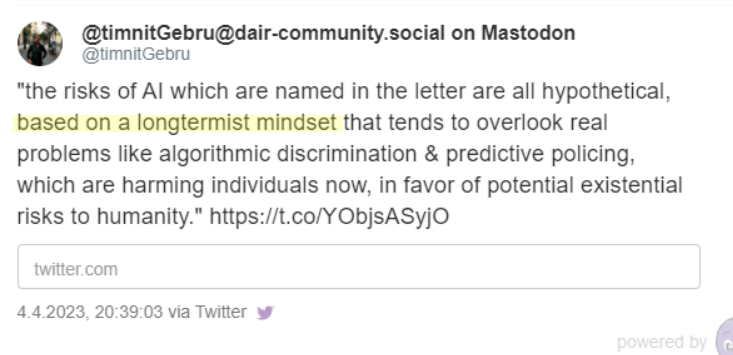 @timnitGebru@dair-community.social on Mastodon
@timnitGebru
"the risks of AI which are named in the letter are all hypothetical,
based on a longtermist mindset that tends to overlook real
problems like algorithmic discrimination & predictive policing,
which are harming individuals now, in favor of potential existential
risks to humanity." https://t.co/YObjsASyjO
twitter.com
4.4.2023, 20:39:03 via Twitter
powered by